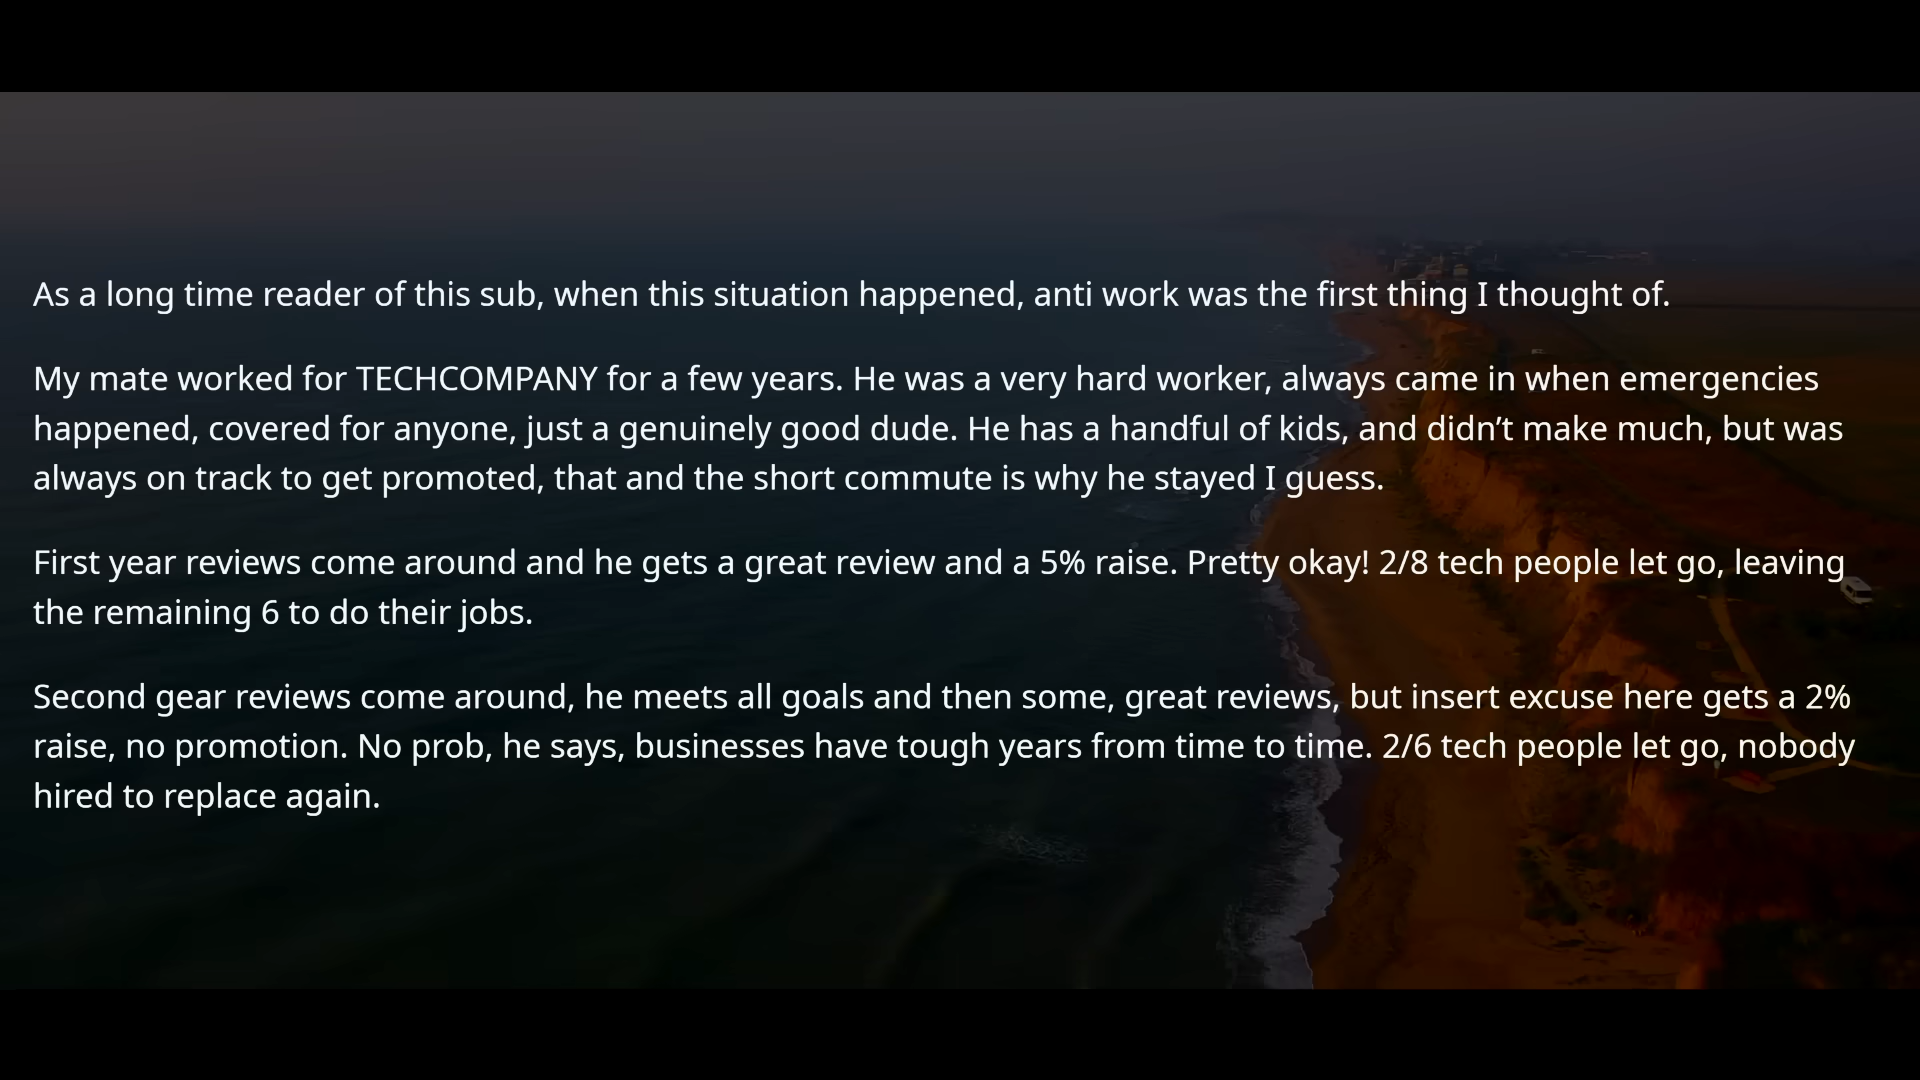 As a long time reader of this sub, when this situation happened, anti work was the first thing I thought of.
My mate worked for TECHCOMPANY for a few years. He was a very hard worker, always came in when emergencies
happened, covered for anyone, just a genuinely good dude. He has a handful of kids, and didn’t make much, but was
always on track to get promoted, that and the short commute is why he stayed I guess.
First year reviews come around and he gets a great review and a 5% raise. Pretty okay! 2/8 tech people let go, leaving
the remaining 6 to do their jobs.
Second gear reviews come around, he meets all goals and then some, great reviews, but insert excuse here gets a 2%
raise, no promotion. No prob, he says, businesses have tough years from time to time. 2/6 tech people let go, nobody
hired to replace again.